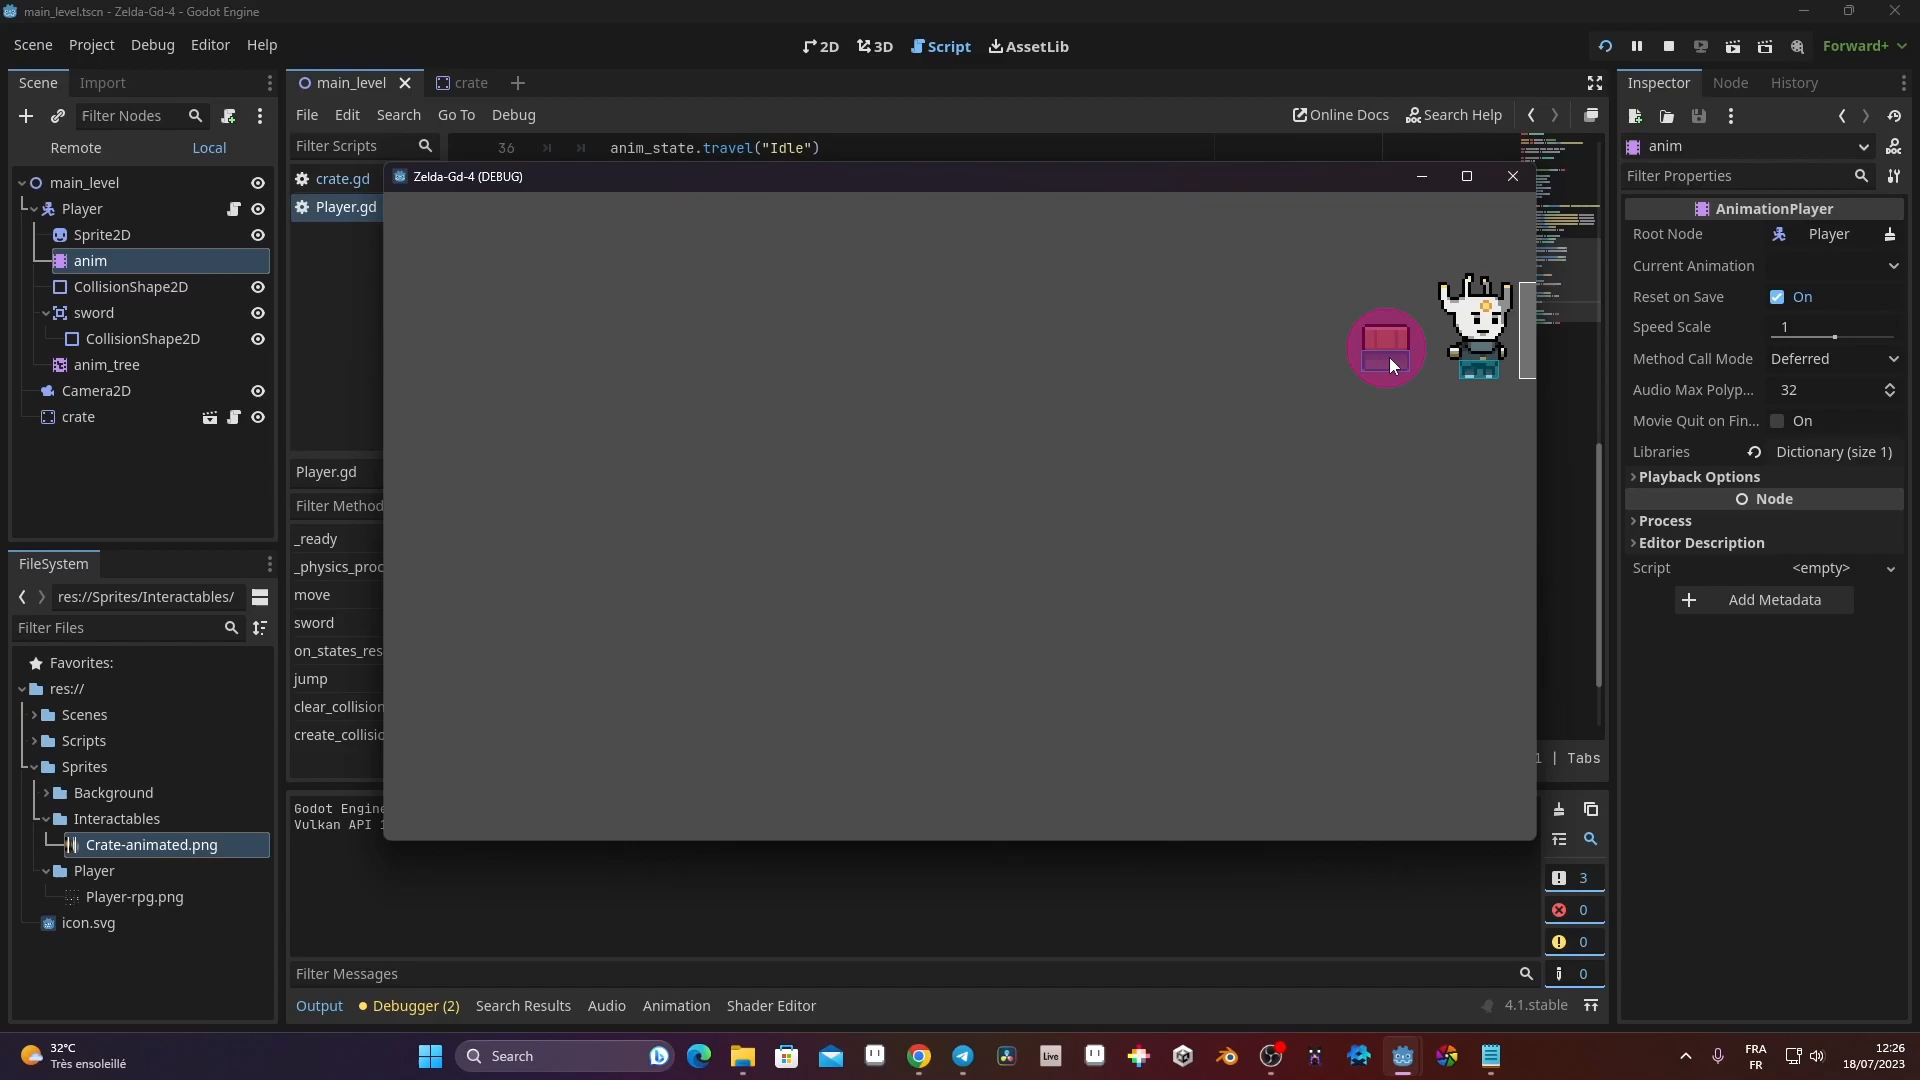 main_level.tscn - Zelda-Gd-4 - Godot Engine
Scene Project Debug Editor Help
2D 3D Script AssetLib
Forward+
Scene Import
main_level crate
Inspector Node History
Filter Nodes
File Edit Search Go To Debug
Online Docs Search Help
Remote Local
Filter Scripts
36 anim_state.travel("Idle")
anim
Filter Properties
main_level
crate.gd
Zelda-Gd-4 (DEBUG)
Player
Player.gd
AnimationPlayer
Sprite2D
Root Node Player
anim
Current Animation
CollisionShape2D
Reset on Save On
sword
Speed Scale 1
CollisionShape2D
Method Call Mode Deferred
anim_tree
Audio Max Polyp... 32
Camera2D
Movie Quit on Fin... On
crate
Libraries Dictionary (size 1)
Player.gd
Playback Options
Filter Method
Node
_ready
Process
_physics_proc
Editor Description
FileSystem
Script <empty>
move
res://Sprites/Interactables/
Add Metadata
sword
Filter Files
on_states_res
Favorites:
jump
res://
clear_collision
Scenes
create_collisio
Scripts
1 | Tabs
Sprites
Background
Godot Engine
Interactables
Vulkan API 1
Crate-animated.png
Player
3
Player-rpg.png
0
icon.svg
0
Filter Messages
0
Output Debugger (2) Search Results Audio Animation Shader Editor
4.1.stable
32°C
Très ensoleillé
Search
Live
FRA
FR
12:26
18/07/2023